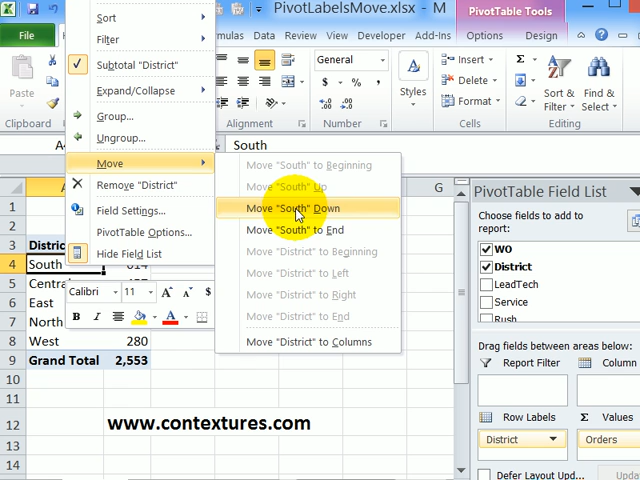 PivotLabelsMove.xlsx - M
PivotTable Tools
File
Formulas
Data
Review
View
Developer
Add-Ins
Options
Design
Sort
Filter
Subtotal "District"
Expand/Collapse
Group...
Ungroup...
Move
Remove "District"
Field Settings...
PivotTable Options...
Hide Field List
Paste
Clipboard
Alignment
General
$ % ,
Number
Styles
Insert
Delete
Format
Cells
Σ
Sort & Filter
Find & Select
Editing
South
Move "South" to Beginning
Move "South" Up
Move "South" Down
Move "South" to End
Move "District" to Beginning
Move "District" to Left
Move "District" to Right
Move "District" to End
Move "District" to Columns
G
1
2
3 District
4 South 614
5 Central
6 East
7 North
8 West 280
9 Grand Total 2,553
10
11
12
13
14
Calibri 11 A A $
B I A
www.contextures.com
PivotTable Field List
Choose fields to add to report:
WO
District
LeadTech
Service
Rush
Drag fields between areas below:
Report Filter
Column
Row Labels
Σ Values
District
Orders
Defer Layout Upd...
Update